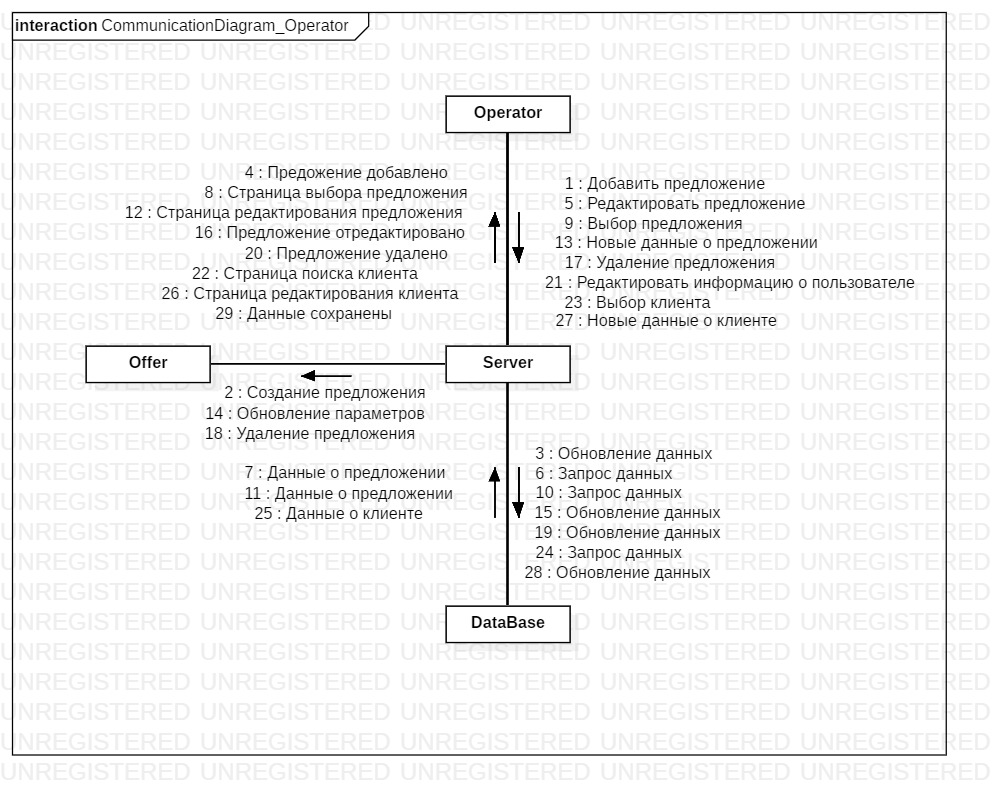 interaction CommunicationDiagram_Operator
Operator
4 : Предожение добавлено
8 : Страница выбора предложения
12 : Страница редактирования предложения
16 : Предложение отредактировано
20 : Предложение удалено
22 : Страница поиска клиента
26 : Страница редактирования клиента
29 : Данные сохранены
1 : Добавить предложение
5 : Редактировать предложение
9 : Выбор предложения
13 : Новые данные о предложении
17 : Удаление предложения
21 : Редактировать информацию о пользователе
23 : Выбор клиента
27 : Новые данные о клиенте
Offer
Server
2 : Создание предложения
14 : Обновление параметров
18 : Удаление предложения
7 : Данные о предложении
11 : Данные о предложении
25 : Данные о клиенте
3 : Обновление данных
6 : Запрос данных
10 : Запрос данных
15 : Обновление данных
19 : Обновление данных
24 : Запрос данных
28 : Обновление данных
DataBase
UNREGISTERED UNREGISTERED UNREGISTERED UNREGISTERED UNREGISTERED